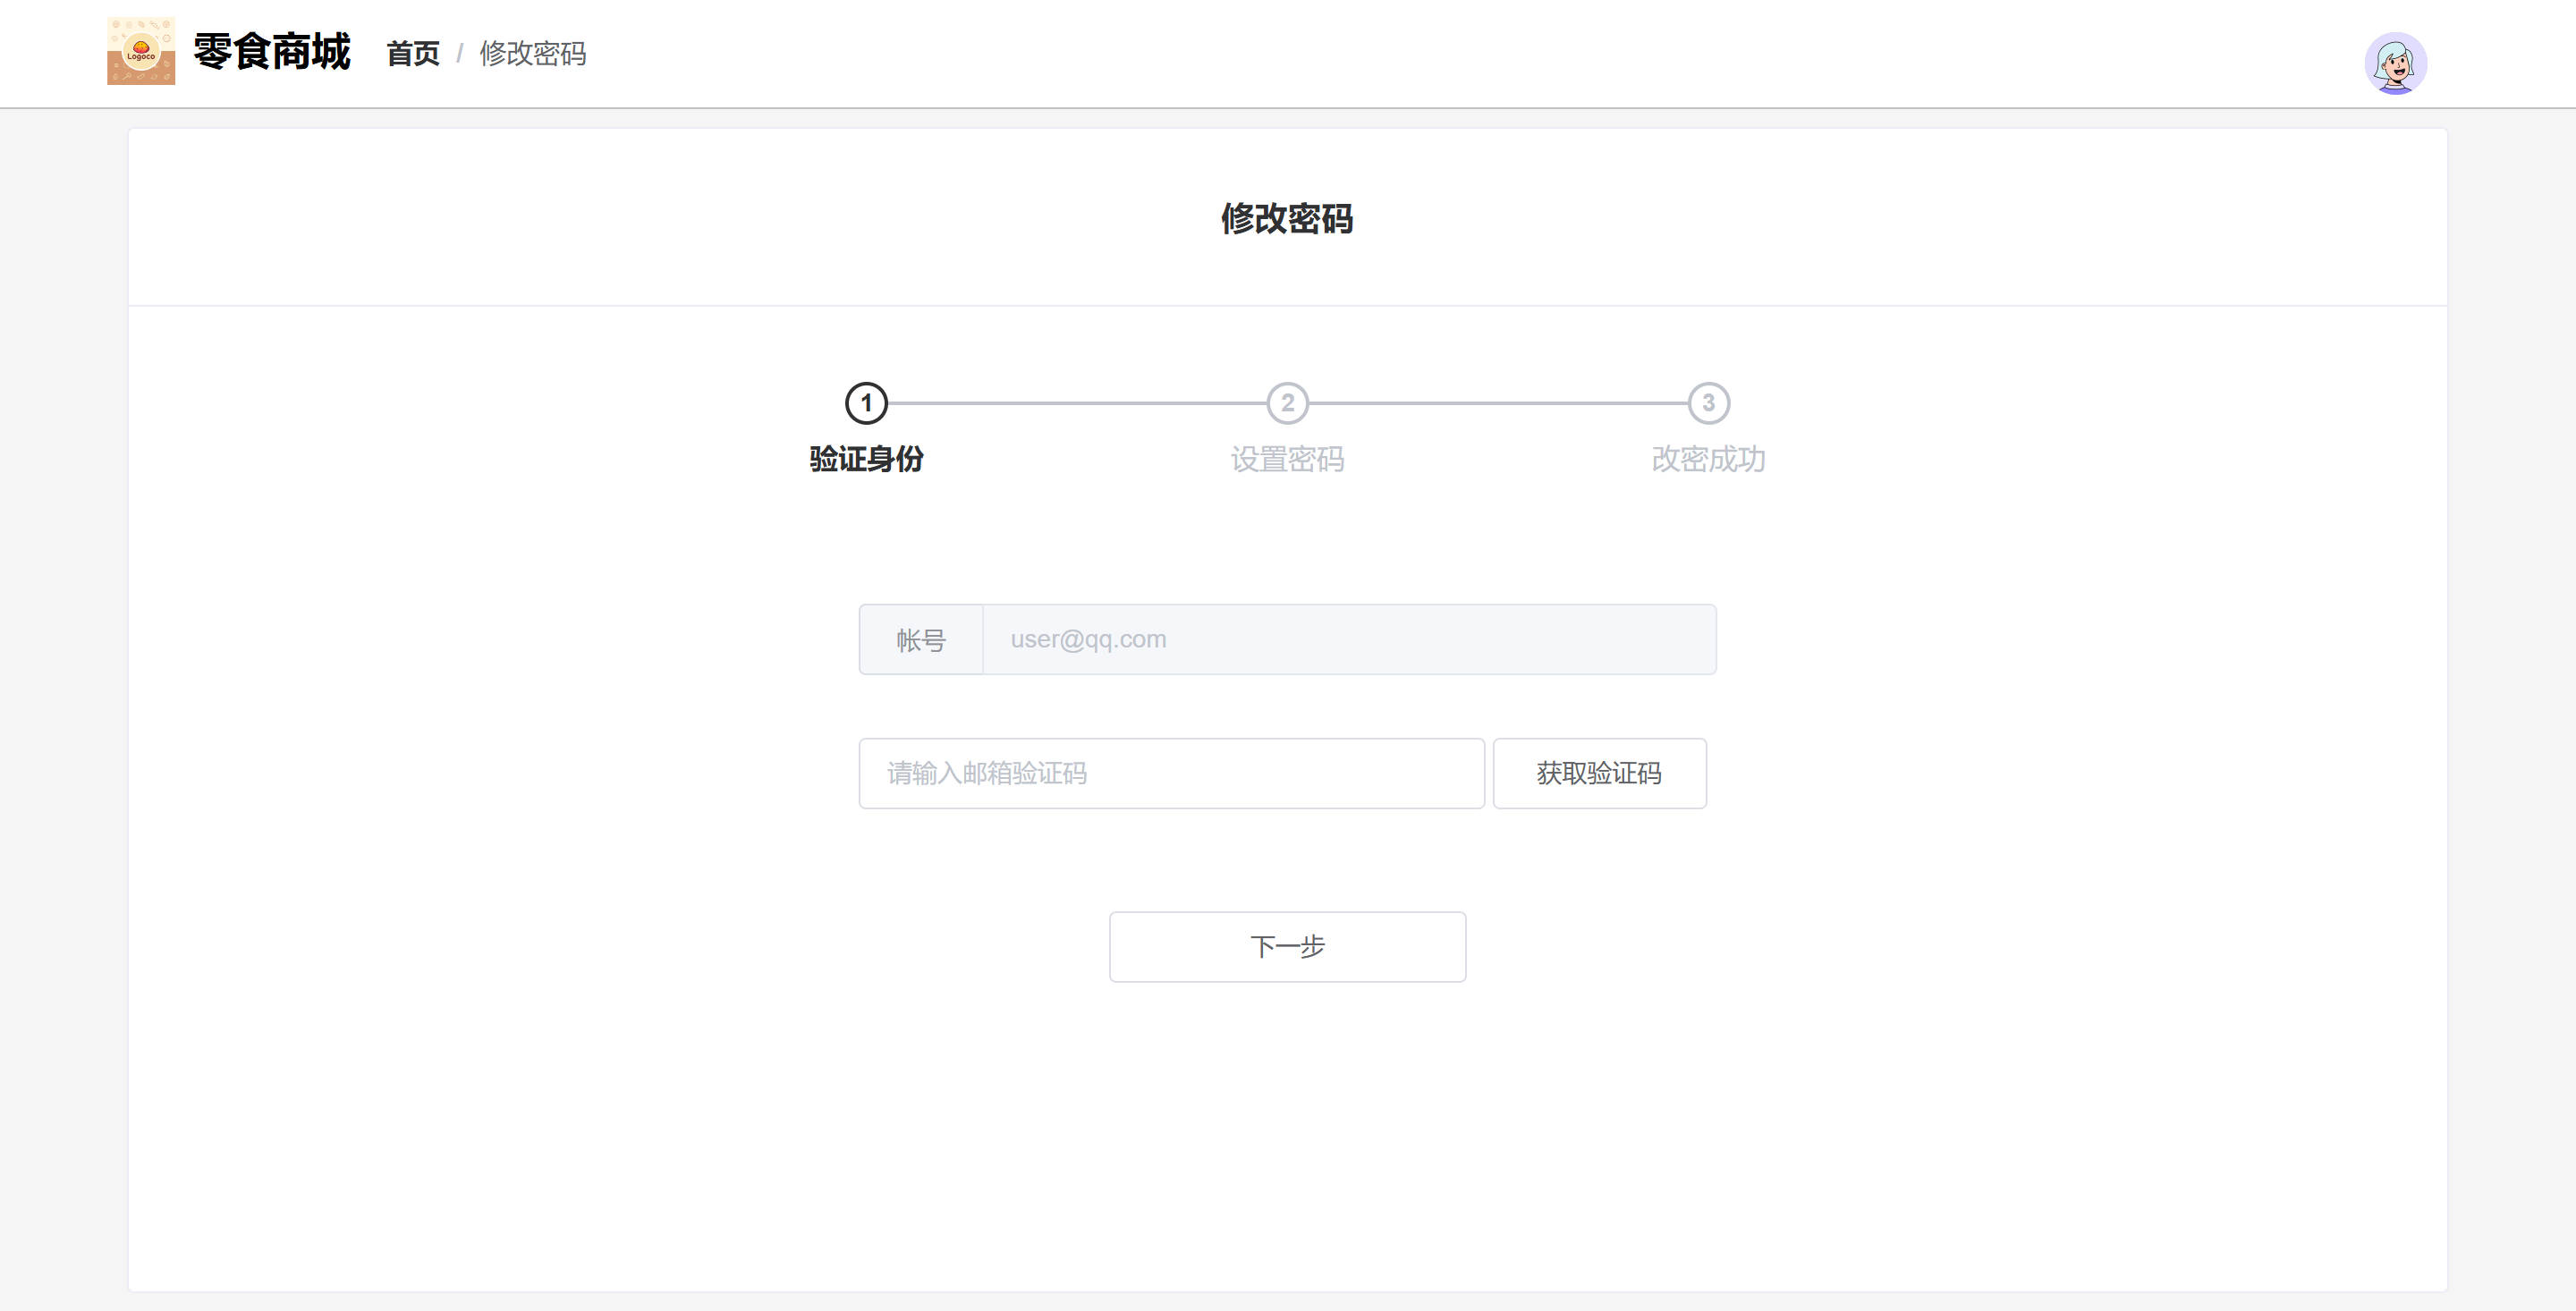 Logoco
零食商城 首页 / 修改密码
修改密码
1 2 3
验证身份 设置密码 改密成功
帐号 user@qq.com
请输入邮箱验证码 获取验证码
下一步